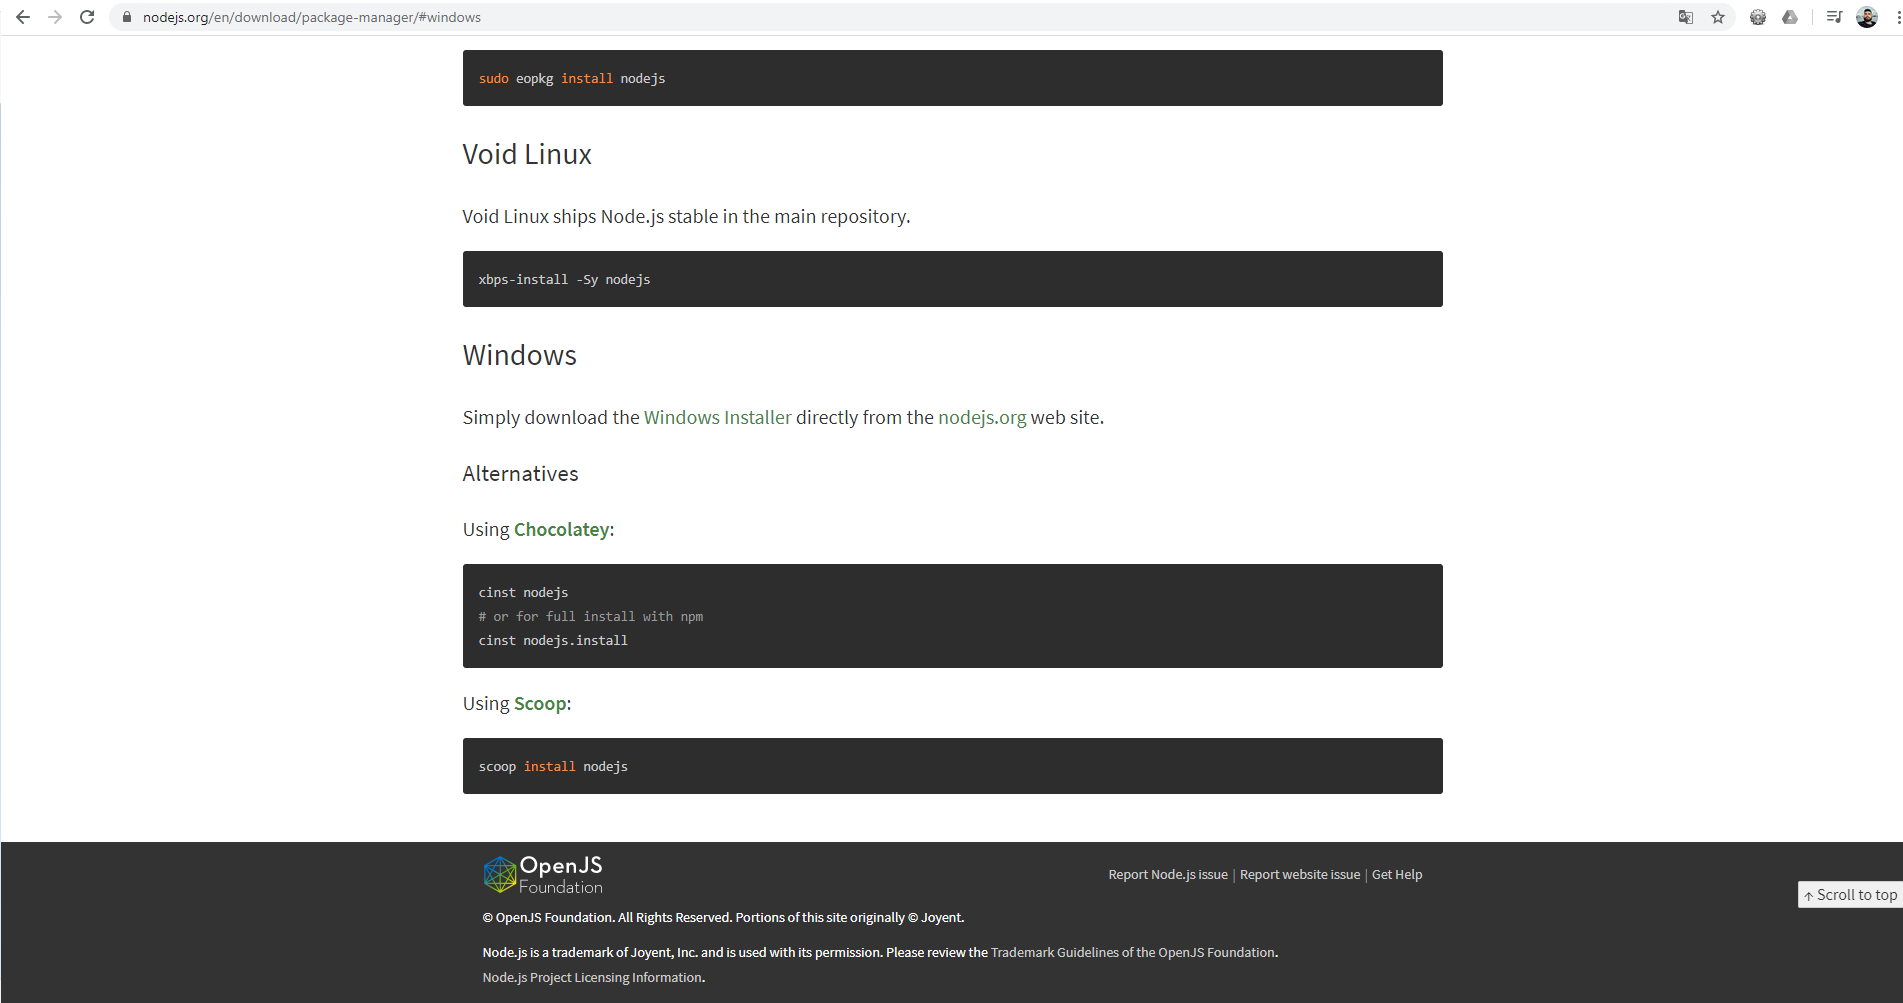 nodejs.org/en/download/package-manager/#windows
sudo eopkg install nodejs
Void Linux
Void Linux ships Node.js stable in the main repository.
xbps-install -Sy nodejs
Windows
Simply download the Windows Installer directly from the nodejs.org web site.
Alternatives
Using Chocolatey:
cinst nodejs
# or for full install with npm
cinst nodejs.install
Using Scoop:
scoop install nodejs
OpenJS
Foundation
Report Node.js issue | Report website issue | Get Help
↑ Scroll to top
© OpenJS Foundation. All Rights Reserved. Portions of this site originally © Joyent.
Node.js is a trademark of Joyent, Inc. and is used with its permission. Please review the Trademark Guidelines of the OpenJS Foundation.
Node.js Project Licensing Information.